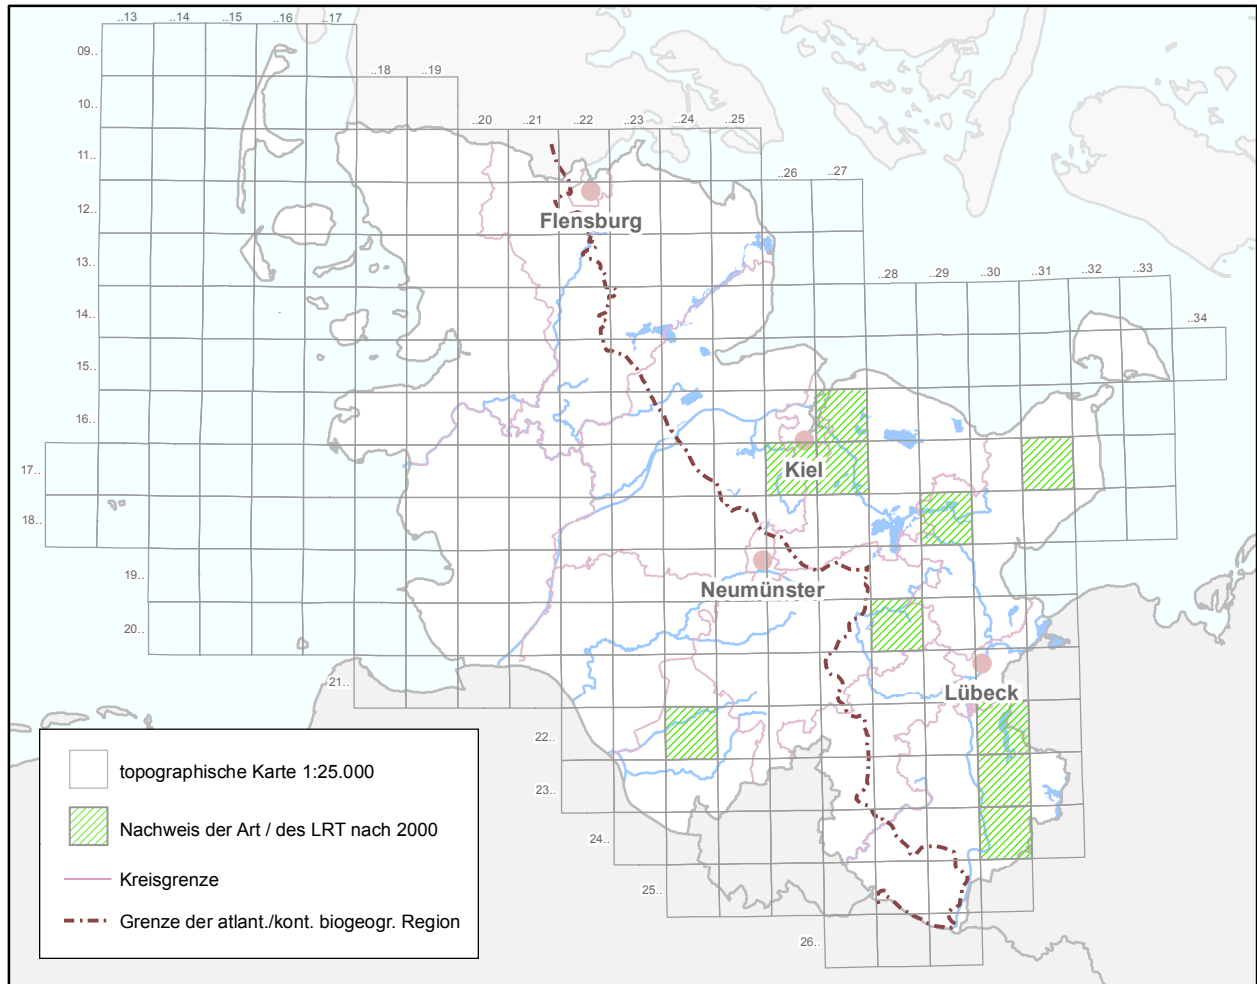 ..13 ..14 ..15 ..16 ..17
09..
..18 ..19
10..
..20 ..21 ..22 ..23 ..24 ..25
11..
..26 ..27
12..
Flensburg
13..
..28 ..29 ..30 ..31 ..32 ..33
14..
..34
15..
16..
17..
Kiel
18..
19..
Neumünster
20..
21..
Lübeck
22..
23..
24..
25..
26..
topographische Karte 1:25.000
Nachweis der Art / des LRT nach 2000
Kreisgrenze
Grenze der atlant./kont. biogeogr. Region